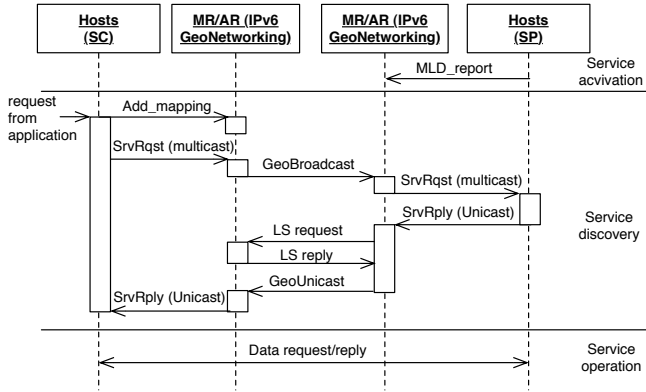 Hosts
(SC)
MR/AR (IPv6
GeoNetworking)
MR/AR (IPv6
GeoNetworking)
Hosts
(SP)
MLD_report
Service
acvivation
request
from
application
Add_mapping
SrvRqst (multicast)
GeoBroadcast
SrvRqst (multicast)
SrvRply (Unicast)
LS request
LS reply
GeoUnicast
SrvRply (Unicast)
Service
discovery
Data request/reply
Service
operation